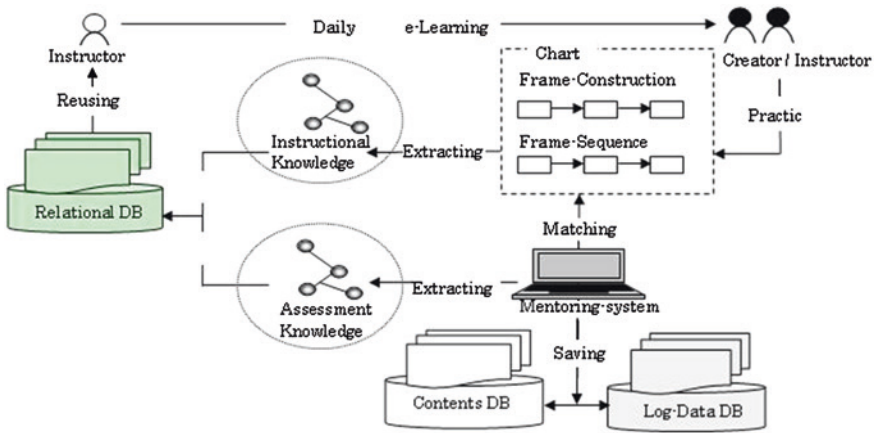 Daily e-Learning
Instructor
Creator / Instructor
Chart
Frame-Construction
Frame-Sequence
Reusing
Practic
Instructional
Knowledge
Extracting
Relational DB
Matching
Extracting
Mentoring-system
Assessment
Knowledge
Saving
Contents DB
Log-Data DB